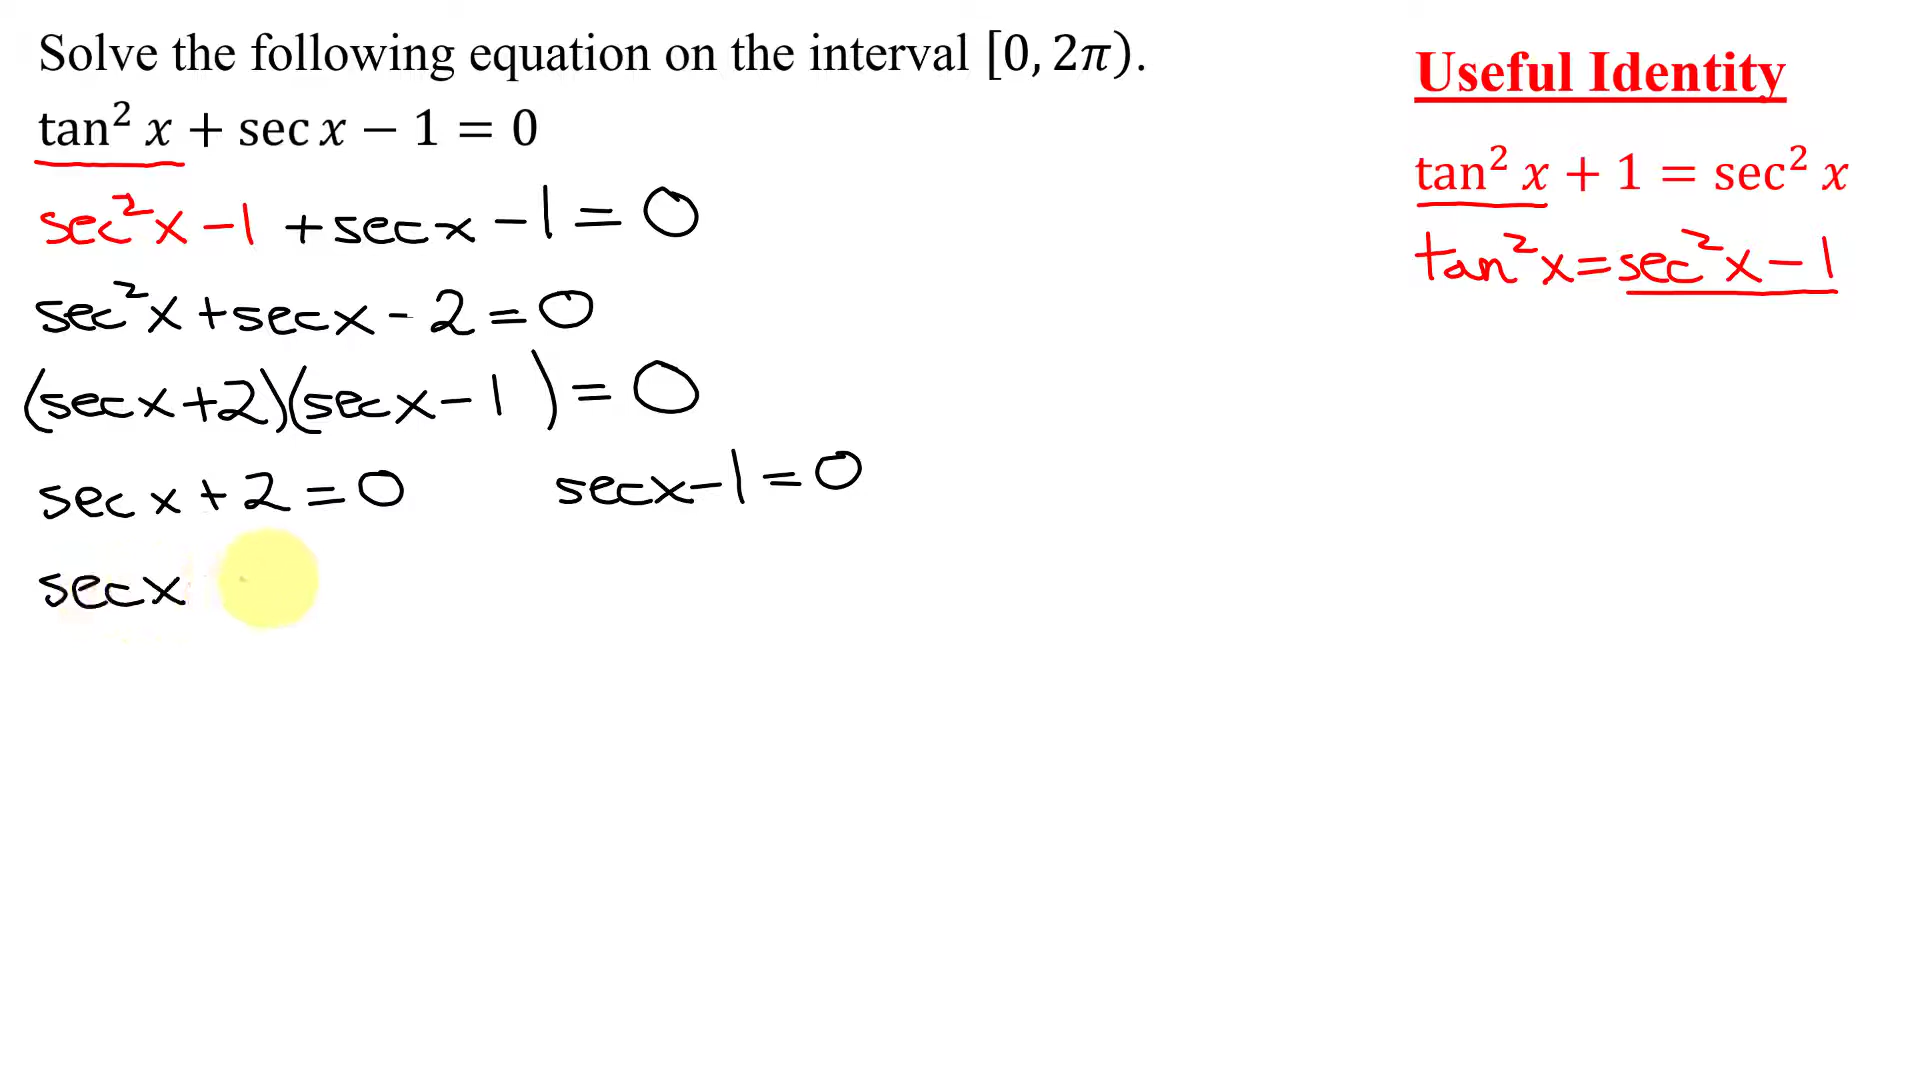 Solve the following equation on the interval [0, 2π).
tan² x + sec x − 1 = 0
sec²x − 1 + sec x − 1 = 0
sec²x + sec x − 2 = 0
(sec x + 2)(sec x − 1) = 0
sec x + 2 = 0 sec x − 1 = 0
sec x
Useful Identity
tan² x + 1 = sec² x
tan²x = sec²x − 1